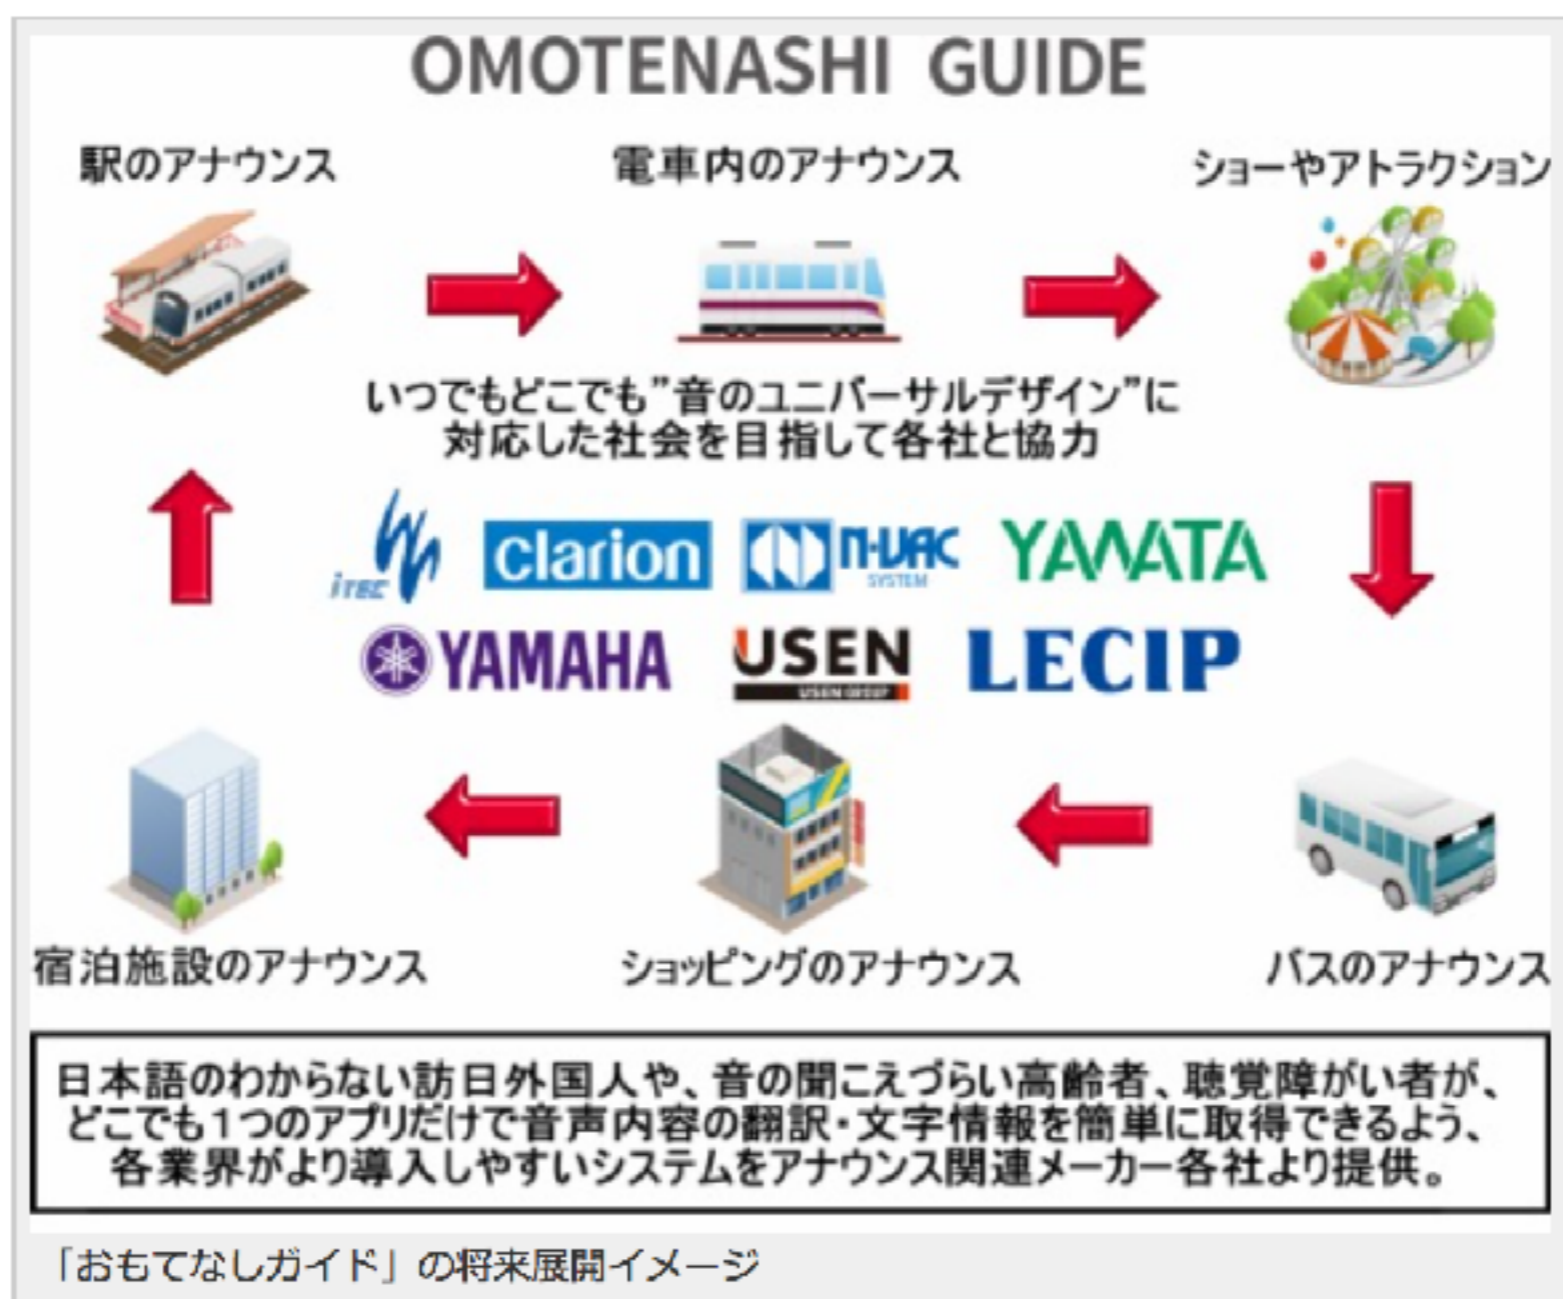 OMOTENASHI GUIDE
駅のアナウンス
電車内のアナウンス
ショーやアトラクション
いつでもどこでも”音のユニバーサルデザイン”に
対応した社会を目指して各社と協力
iTEC
clarion
n-VAC
SYSTEM
YAMATA
YAMAHA
USEN
USEN GROUP
LECIP
宿泊施設のアナウンス
ショッピングのアナウンス
バスのアナウンス
日本語のわからない訪日外国人や、音の聞こえづらい高齢者、聴覚障がい者が、
どこでも１つのアプリだけで音声内容の翻訳・文字情報を簡単に取得できるよう、
各業界がより導入しやすいシステムをアナウンス関連メーカー各社より提供。
「おもてなしガイド」の将来展開イメージ